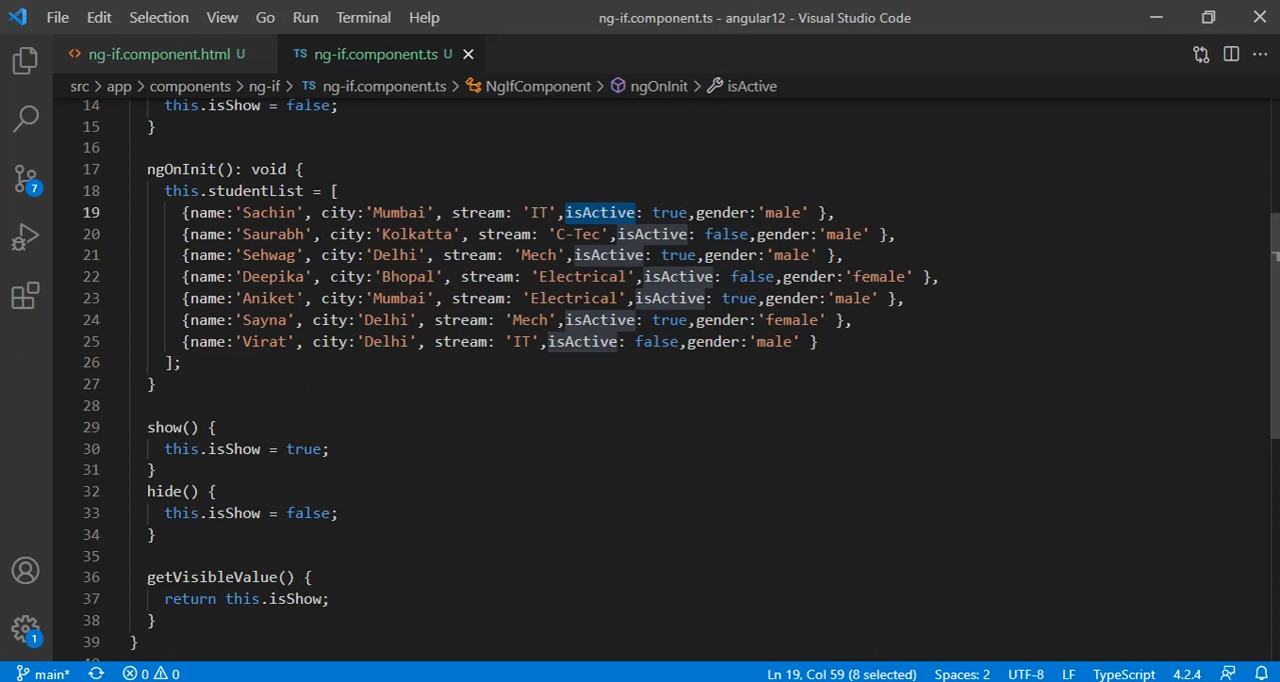 File Edit Selection View Go Run Terminal Help ng-if.component.ts - angular12 - Visual Studio Code
ng-if.component.html U TS ng-if.component.ts U
src > app > components > ng-if > TS ng-if.component.ts > NgIfComponent > ngOnInit > isActive
14 this.isShow = false;
15 }
16
17 ngOnInit(): void {
18 this.studentList = [
19 {name:'Sachin', city:'Mumbai', stream: 'IT',isActive: true,gender:'male' },
20 {name:'Saurabh', city:'Kolkatta', stream: 'C-Tec',isActive: false,gender:'male' },
21 {name:'Sehwag', city:'Delhi', stream: 'Mech',isActive: true,gender:'male' },
22 {name:'Deepika', city:'Bhopal', stream: 'Electrical',isActive: false,gender:'female' },
23 {name:'Aniket', city:'Mumbai', stream: 'Electrical',isActive: true,gender:'male' },
24 {name:'Sayna', city:'Delhi', stream: 'Mech',isActive: true,gender:'female' },
25 {name:'Virat', city:'Delhi', stream: 'IT',isActive: false,gender:'male' }
26 ];
27 }
28
29 show() {
30 this.isShow = true;
31 }
32 hide() {
33 this.isShow = false;
34 }
35
36 getVisibleValue() {
37 return this.isShow;
38 }
39 }
7
1
main* 0 0 Ln 19, Col 59 (8 selected) Spaces: 2 UTF-8 LF TypeScript 4.2.4